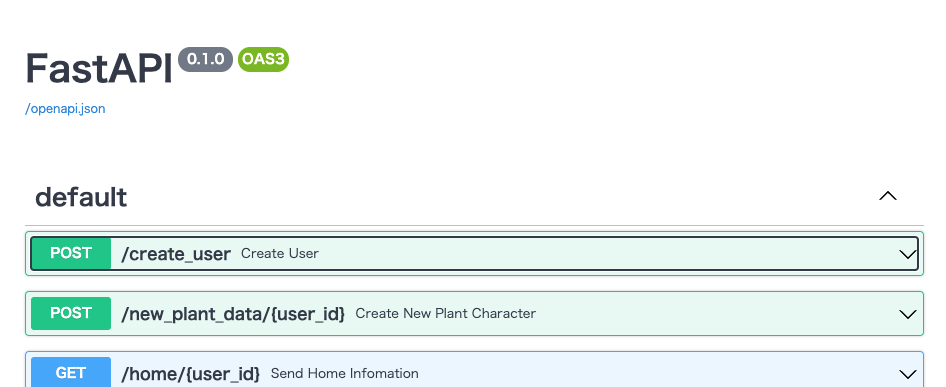 FastAPI 0.1.0 OAS3
/openapi.json
default
POST /create_user Create User
POST /new_plant_data/{user_id} Create New Plant Character
GET /home/{user_id} Send Home Infomation